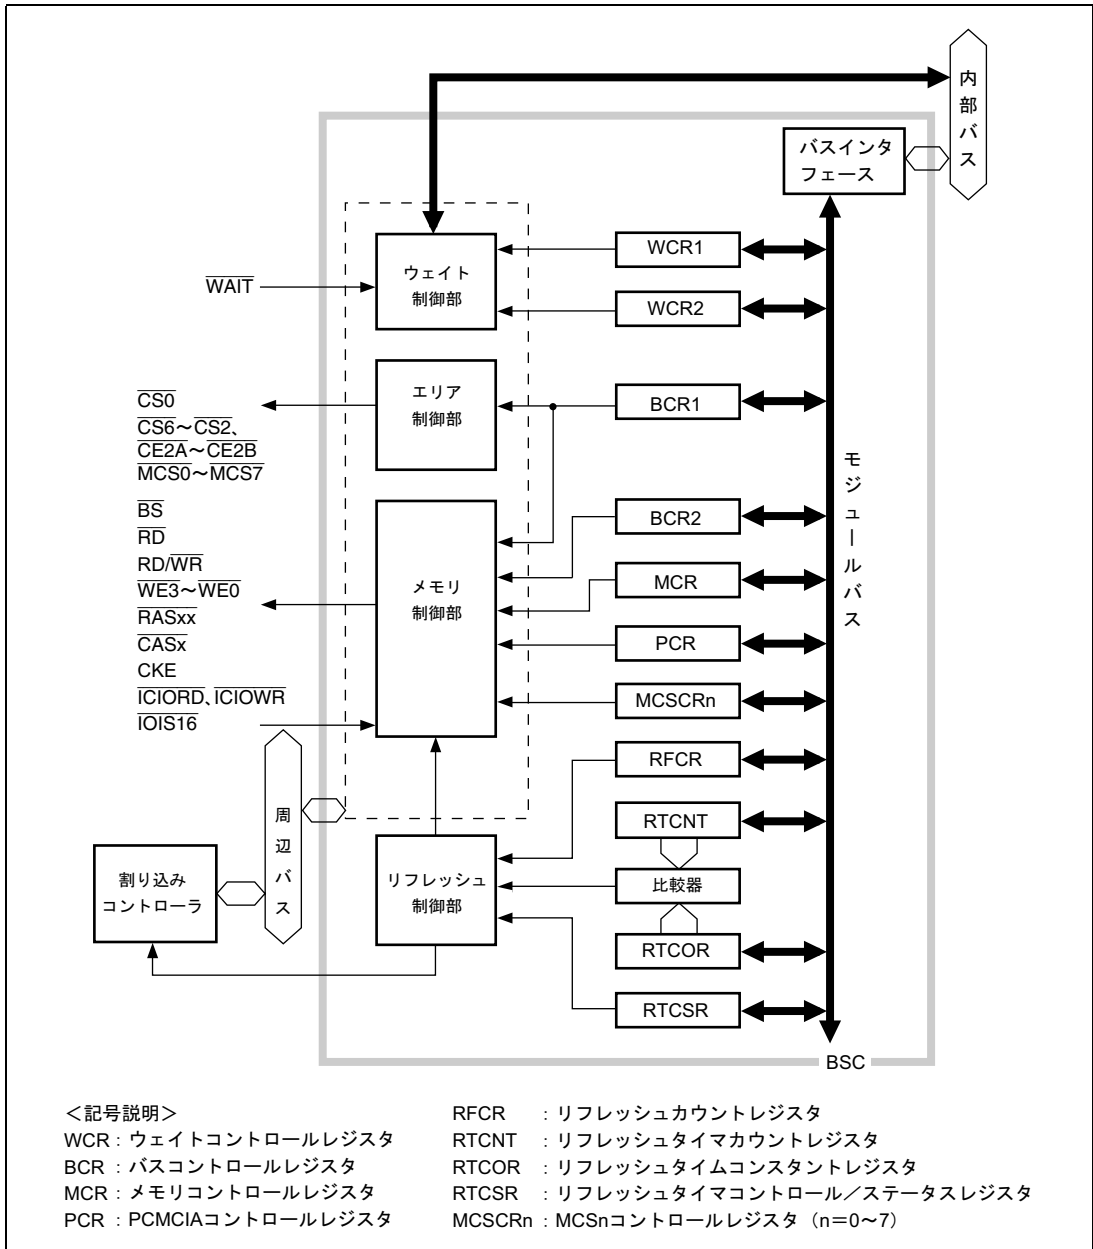 内部バス
バスインタ
フェース
ウェイト
制御部
WCR1
WAIT
WCR2
エリア
制御部
BCR1
CS0
CS6～CS2、
CE2A～CE2B
MCS0～MCS7
モジュールバス
BS
RD
RD/WR
WE3～WE0
RASxx
CASx
CKE
ICIORD、ICIOWR
IOIS16
メモリ
制御部
BCR2
MCR
PCR
MCSCRn
RFCR
RTCNT
周辺バス
割り込み
コントローラ
リフレッシュ
制御部
比較器
RTCOR
RTCSR
BSC
＜記号説明＞
WCR：ウェイトコントロールレジスタ
BCR：バスコントロールレジスタ
MCR：メモリコントロールレジスタ
PCR：PCMCIAコントロールレジスタ
RFCR：リフレッシュカウントレジスタ
RTCNT：リフレッシュタイマカウントレジスタ
RTCOR：リフレッシュタイムコンスタントレジスタ
RTCSR：リフレッシュタイマコントロール／ステータスレジスタ
MCSCRn：MCSnコントロールレジスタ（n＝0～7）